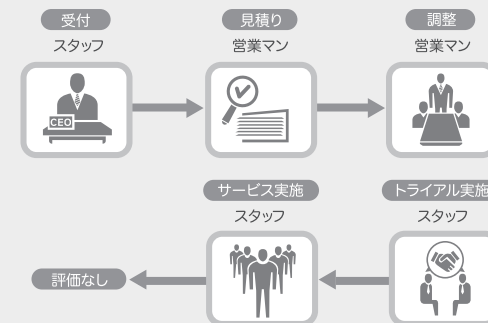 受付
スタッフ
CEO
見積り
営業マン
調整
営業マン
サービス実施
スタッフ
トライアル実施
スタッフ
評価なし